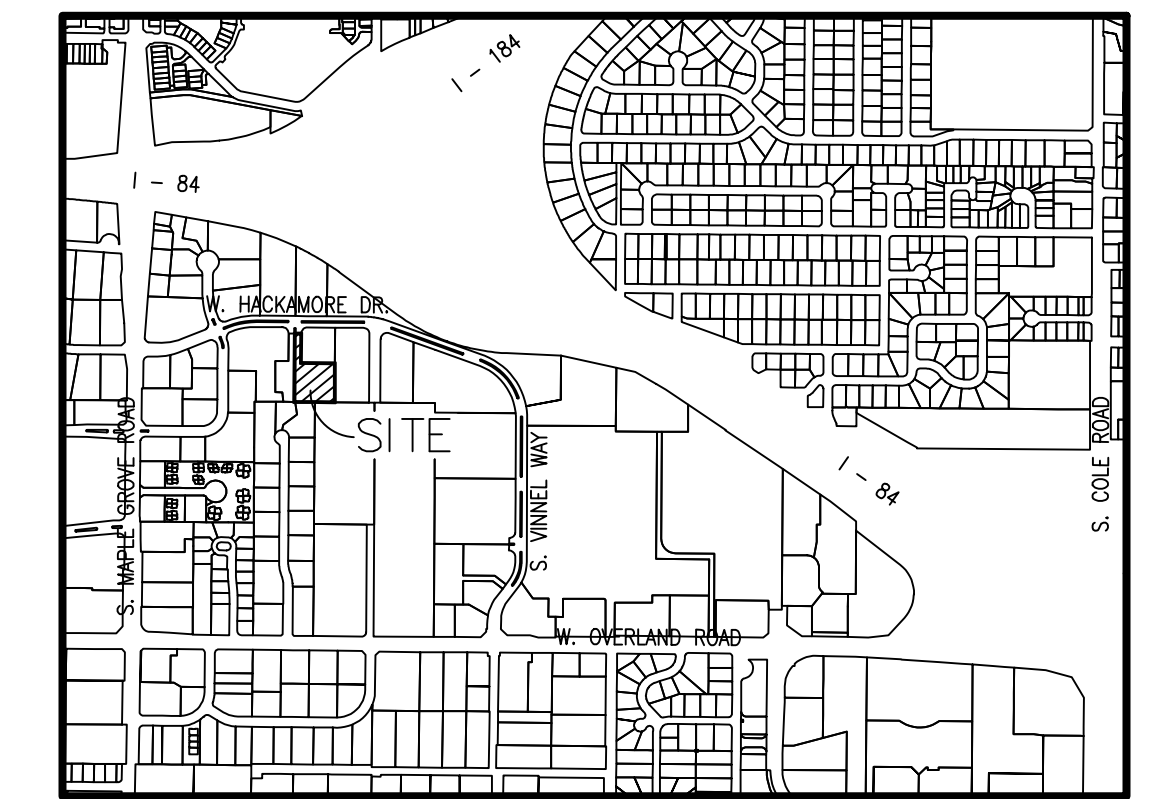 I - 184
I - 84
W. HACKAMORE DR.
S. MAPLE GROVE ROAD
SITE
S. VINNEL WAY
I - 84
S. COLE ROAD
W. OVERLAND ROAD